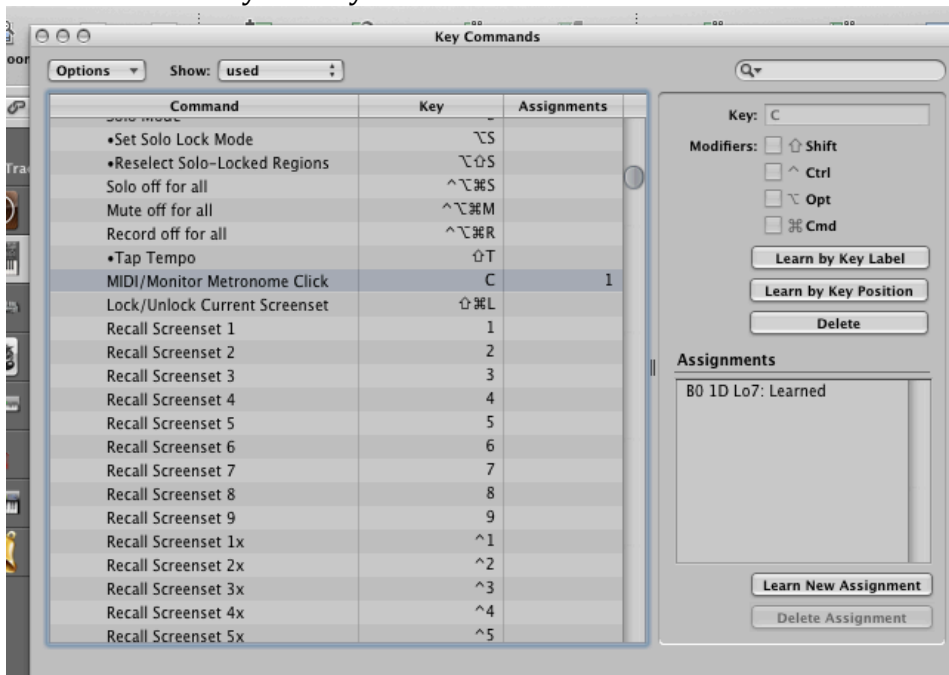 Key Commands
Options Show: used
Command Key Assignments
•Set Solo Lock Mode ⌥S
•Reselect Solo-Locked Regions ⌥⇧S
Solo off for all ^⌥⌘S
Mute off for all ^⌥⌘M
Record off for all ^⌥⌘R
•Tap Tempo ⇧T
MIDI/Monitor Metronome Click C 1
Lock/Unlock Current Screenset ⇧⌘L
Recall Screenset 1 1
Recall Screenset 2 2
Recall Screenset 3 3
Recall Screenset 4 4
Recall Screenset 5 5
Recall Screenset 6 6
Recall Screenset 7 7
Recall Screenset 8 8
Recall Screenset 9 9
Recall Screenset 1x ^1
Recall Screenset 2x ^2
Recall Screenset 3x ^3
Recall Screenset 4x ^4
Recall Screenset 5x ^5
Key: C
Modifiers: ⇧ Shift
^ Ctrl
⌥ Opt
⌘ Cmd
Learn by Key Label
Learn by Key Position
Delete
Assignments
B0 1D Lo7: Learned
Learn New Assignment
Delete Assignment